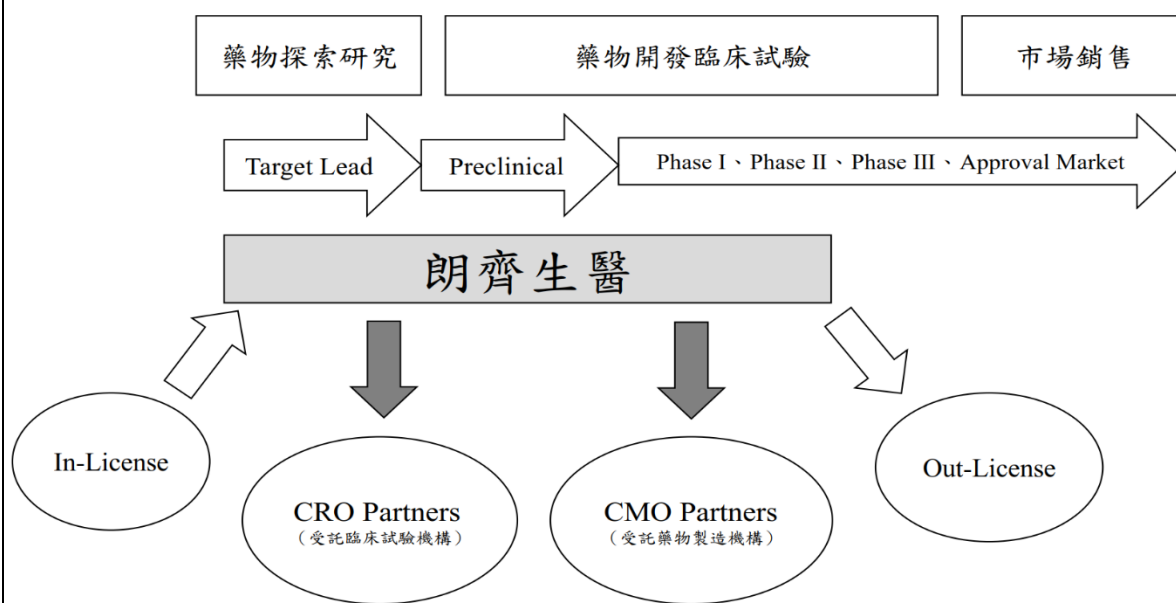 藥物探索研究
藥物開發臨床試驗
市場銷售
Target Lead
Preclinical
Phase I、Phase II、Phase III、Approval Market
朗齊生醫
In-License
CRO Partners
（受託臨床試驗機構）
CMO Partners
（受託藥物製造機構）
Out-License